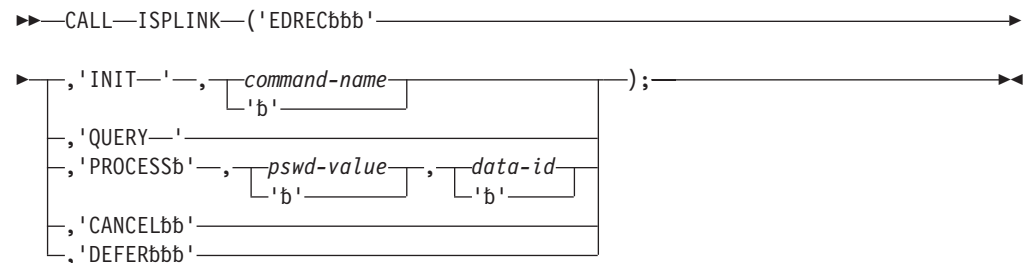 CALL ISPLINK ('EDRECƀƀƀ'
,'INIT ' , command-name );
'ƀ'
,'QUERY '
,'PROCESSƀ' , pswd-value , data-id
'ƀ' 'ƀ'
,'CANCELƀƀ'
,'DEFERƀƀƀ'